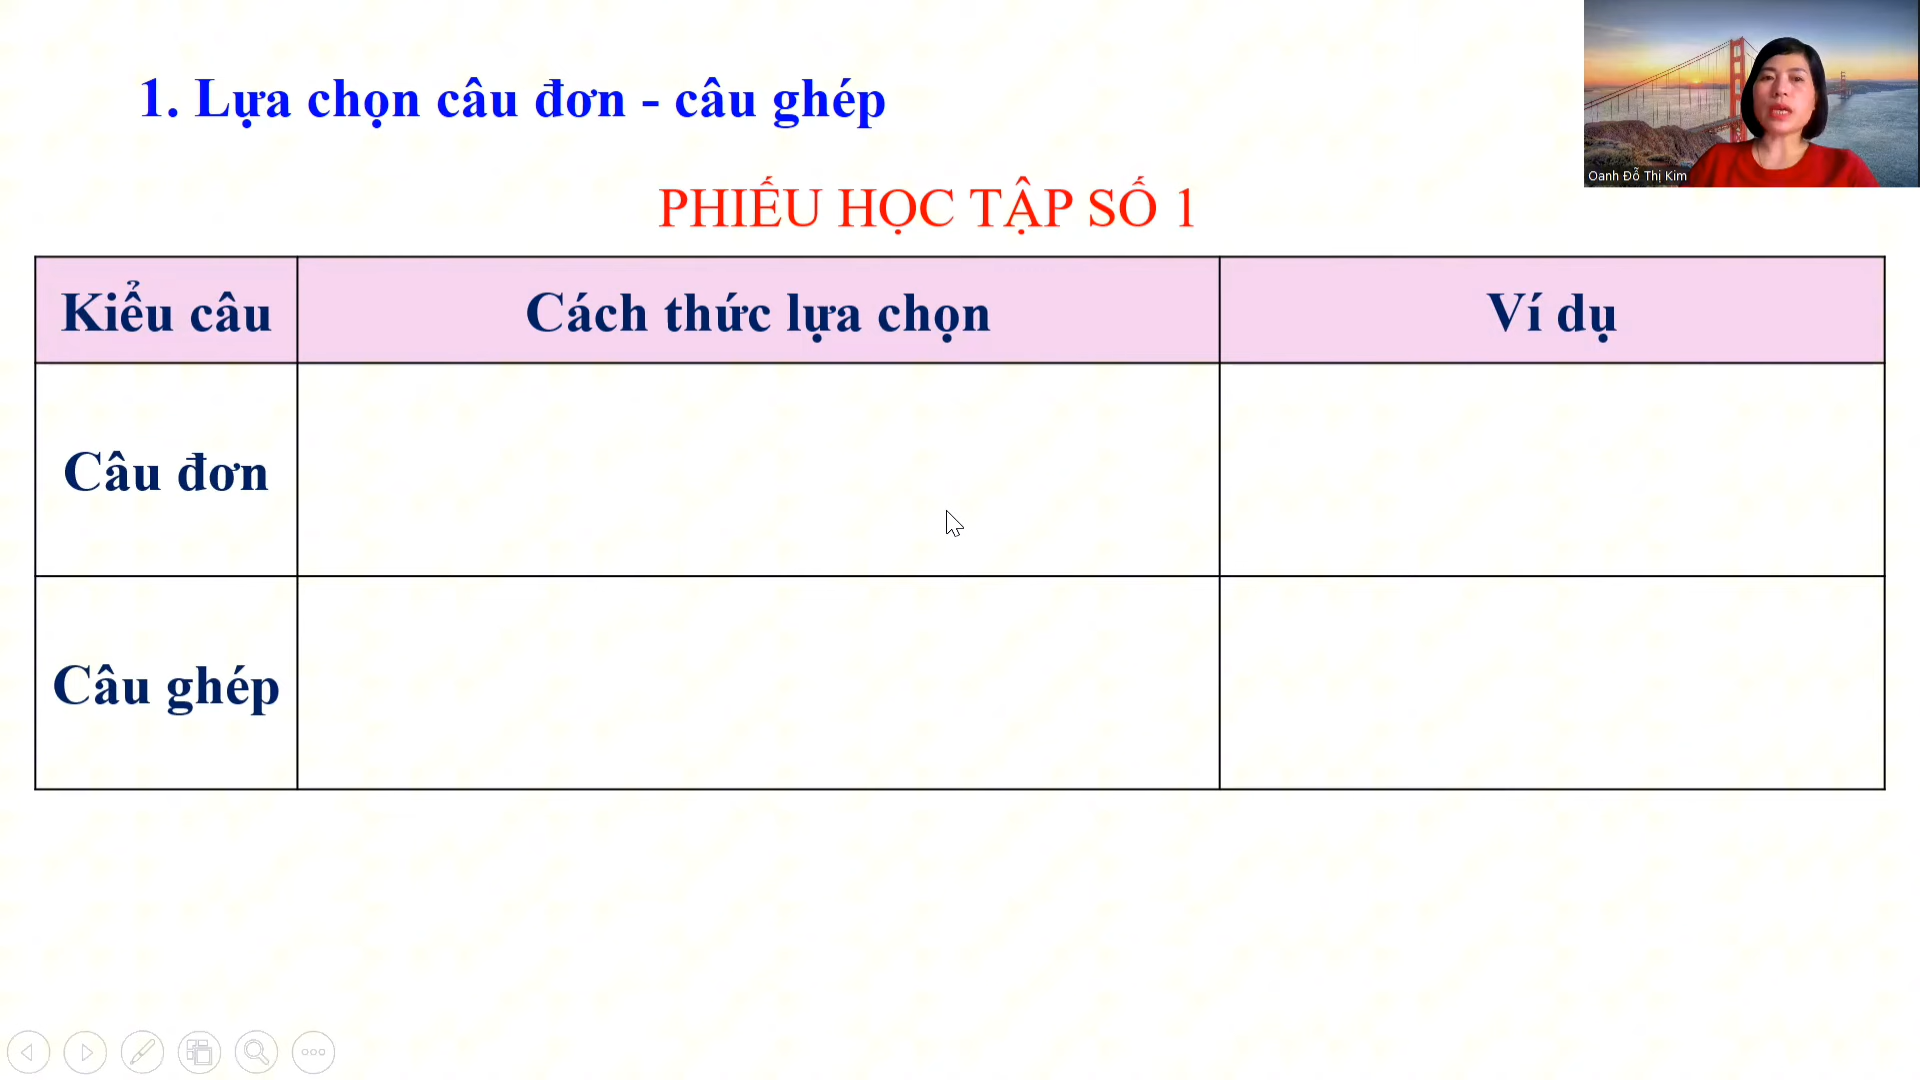 1. Lựa chọn câu đơn - câu ghép
Oanh Đỗ Thị Kim
PHIẾU HỌC TẬP SỐ 1
Kiểu câu
Cách thức lựa chọn
Ví dụ
Câu đơn
Câu ghép